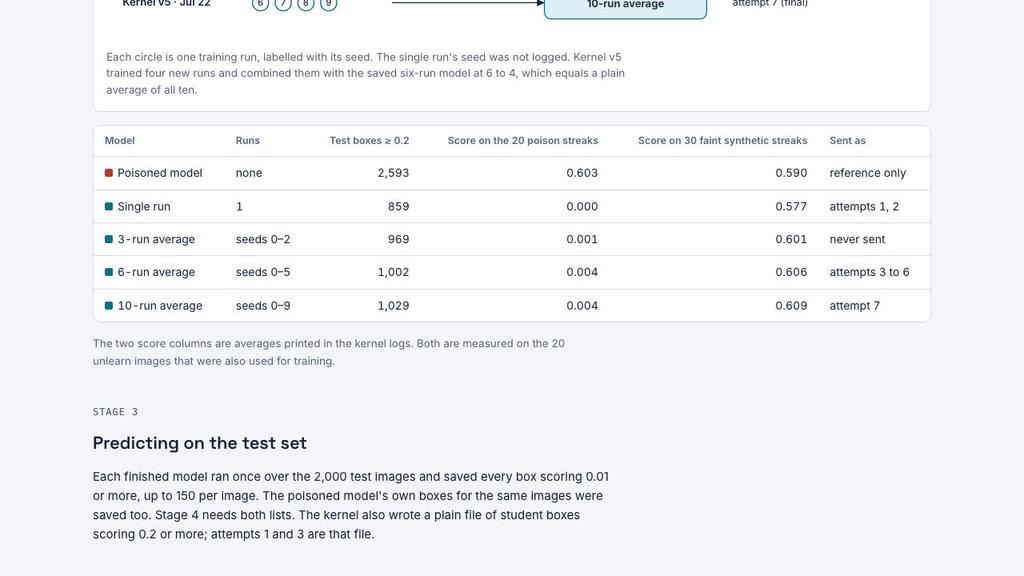 Kernel v5 · Jul 22 6 7 8 9 10-run average attempt 7 (final)
Each circle is one training run, labelled with its seed. The single run's seed was not logged. Kernel v5
trained four new runs and combined them with the saved six-run model at 6 to 4, which equals a plain
average of all ten.
Model Runs Test boxes ≥ 0.2 Score on the 20 poison streaks Score on 30 faint synthetic streaks Sent as
Poisoned model none 2,593 0.603 0.590 reference only
Single run 1 859 0.000 0.577 attempts 1, 2
3-run average seeds 0–2 969 0.001 0.601 never sent
6-run average seeds 0–5 1,002 0.004 0.606 attempts 3 to 6
10-run average seeds 0–9 1,029 0.004 0.609 attempt 7
The two score columns are averages printed in the kernel logs. Both are measured on the 20
unlearn images that were also used for training.
STAGE 3
Predicting on the test set
Each finished model ran once over the 2,000 test images and saved every box scoring 0.01
or more, up to 150 per image. The poisoned model's own boxes for the same images were
saved too. Stage 4 needs both lists. The kernel also wrote a plain file of student boxes
scoring 0.2 or more; attempts 1 and 3 are that file.